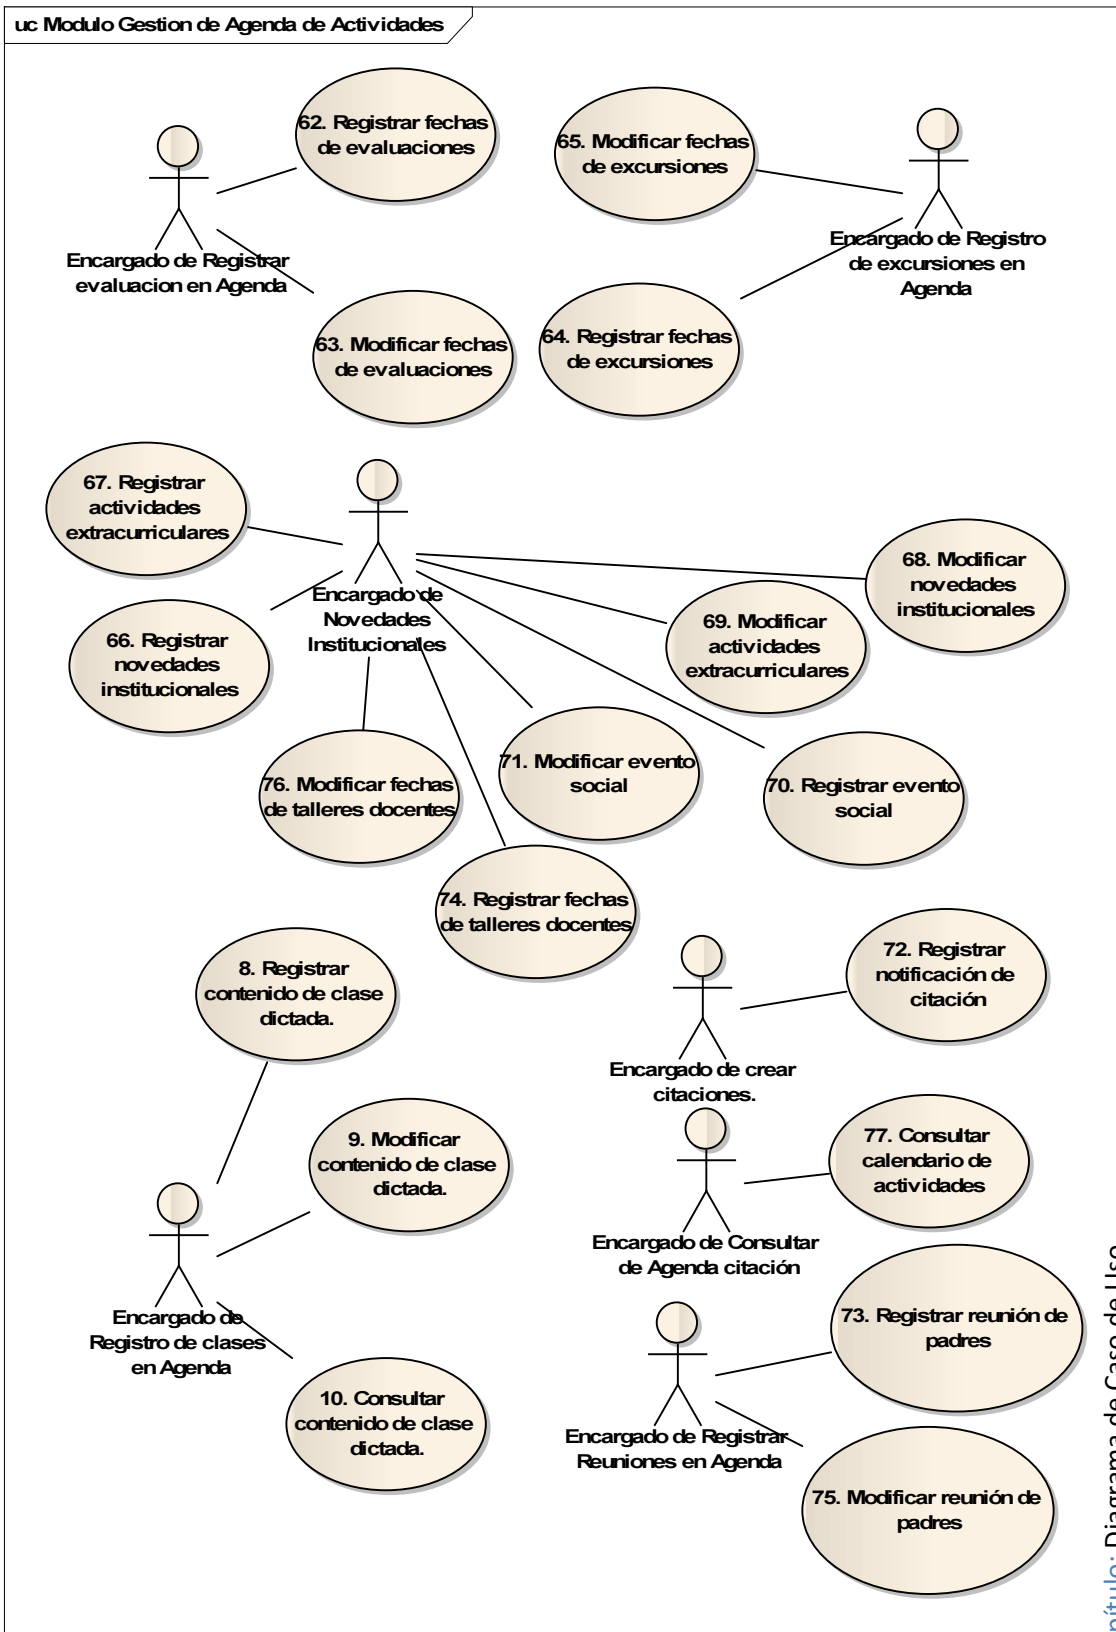 uc Modulo Gestion de Agenda de Actividades
62. Registrar fechas
de evaluaciones
65. Modificar fechas
de excursiones
Encargado de Registrar
evaluacion en Agenda
Encargado de Registro
de excursiones en
Agenda
63. Modificar fechas
de evaluaciones
64. Registrar fechas
de excursiones
67. Registrar
actividades
extracurriculares
Encargado de
Novedades
Institucionales
68. Modificar
novedades
institucionales
66. Registrar
novedades
institucionales
69. Modificar
actividades
extracurriculares
76. Modificar fechas
de talleres docentes
71. Modificar evento
social
70. Registrar evento
social
74. Registrar fechas
de talleres docentes
8. Registrar
contenido de clase
dictada.
72. Registrar
notificación de
citación
Encargado de crear
citaciones.
9. Modificar
contenido de clase
dictada.
77. Consultar
calendario de
actividades
Encargado de Consultar
de Agenda citación
Encargado de
Registro de clases
en Agenda
73. Registrar reunión de
padres
10. Consultar
contenido de clase
dictada.
Encargado de Registrar
Reuniones en Agenda
75. Modificar reunión de
padres
pítulo: Diagrama de Caso de Uso